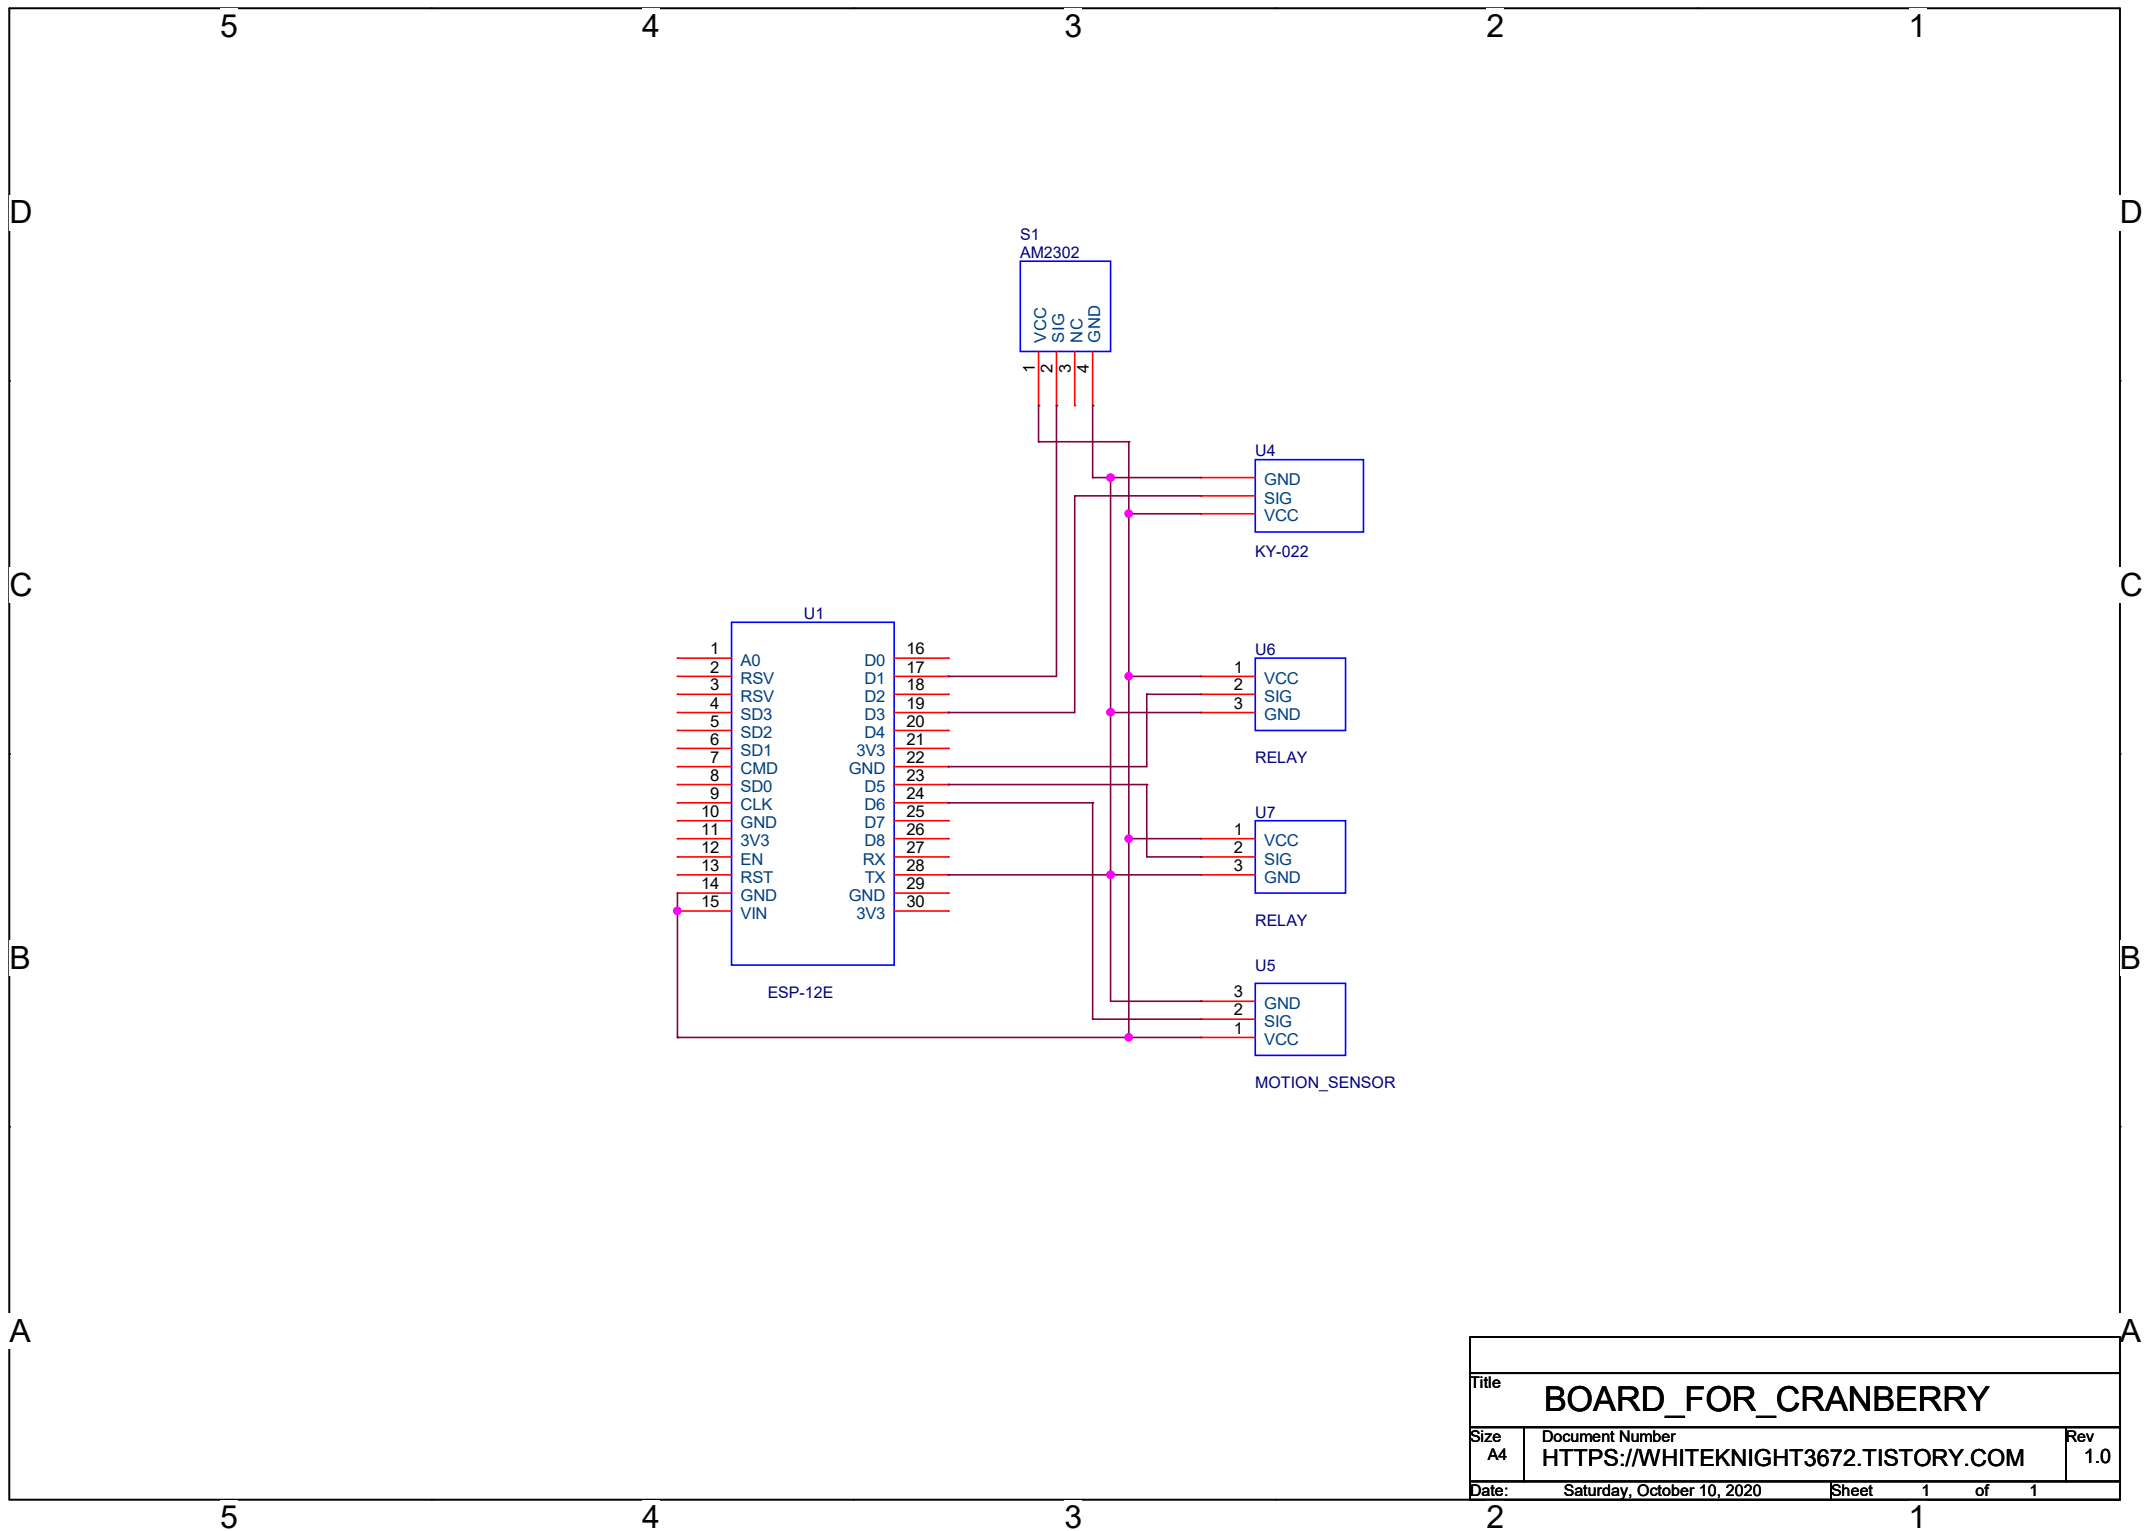 5 4 3 2 1
D D
S1
AM2302
VCC
SIG
NC
GND
1
2
3
4
U4
GND
SIG
VCC
KY-022
C C
U1
1 A0 D0 16
2 RSV D1 17
3 RSV D2 18
4 SD3 D3 19
5 SD2 D4 20
6 SD1 3V3 21
7 CMD GND 22
8 SD0 D5 23
9 CLK D6 24
10 GND D7 25
11 3V3 D8 26
12 EN RX 27
13 RST TX 28
14 GND GND 29
15 VIN 3V3 30
ESP-12E
U6
1 VCC
2 SIG
3 GND
RELAY
U7
1 VCC
2 SIG
3 GND
RELAY
B B
U5
3 GND
2 SIG
1 VCC
MOTION_SENSOR
A A
Title
BOARD_FOR_CRANBERRY
Size Document Number Rev
A4 HTTPS://WHITEKNIGHT3672.TISTORY.COM 1.0
Date: Saturday, October 10, 2020 Sheet 1 of 1
5 4 3 2 1